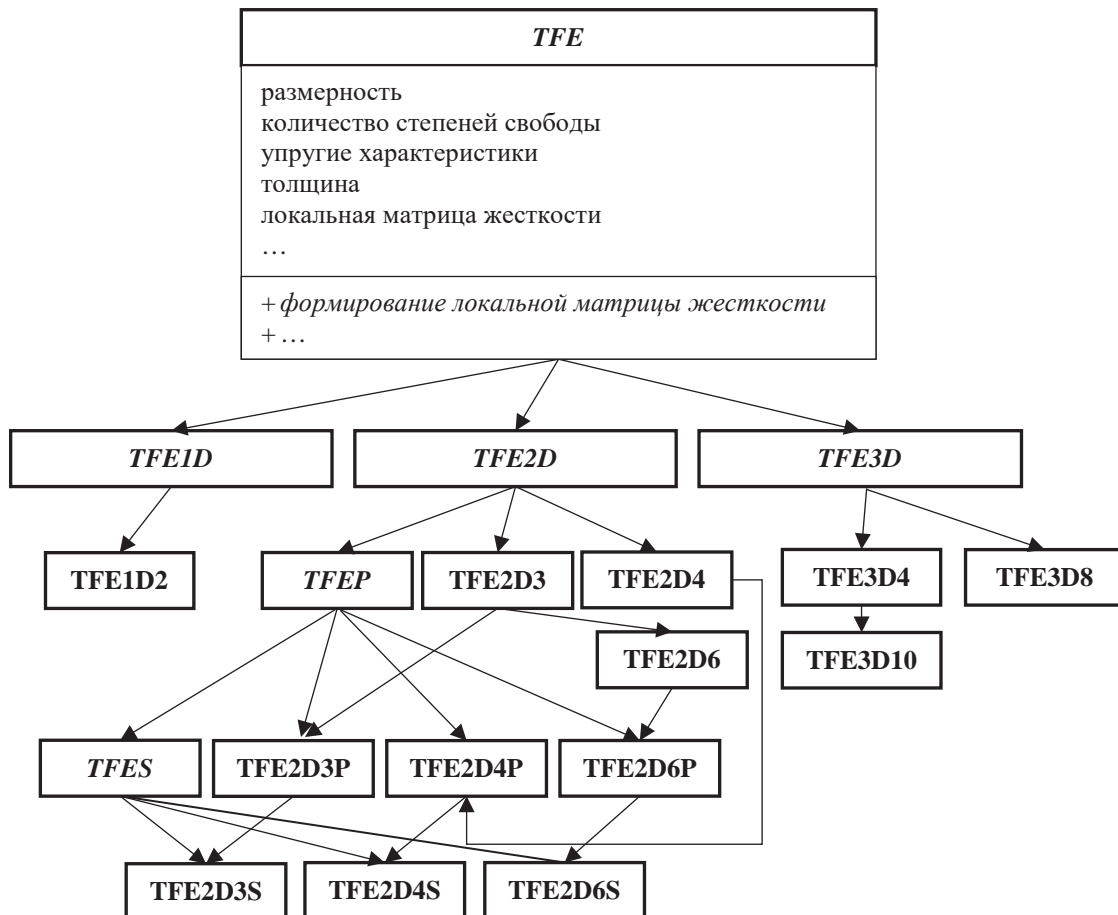 TFE
размерность
количество степеней свободы
упругие характеристики
толщина
локальная матрица жесткости
…
+ формирование локальной матрицы жесткости
+ …
TFE1D
TFE2D
TFE3D
TFE1D2
TFEP
TFE2D3
TFE2D4
TFE3D4
TFE3D8
TFE2D6
TFE3D10
TFES
TFE2D3P
TFE2D4P
TFE2D6P
TFE2D3S
TFE2D4S
TFE2D6S